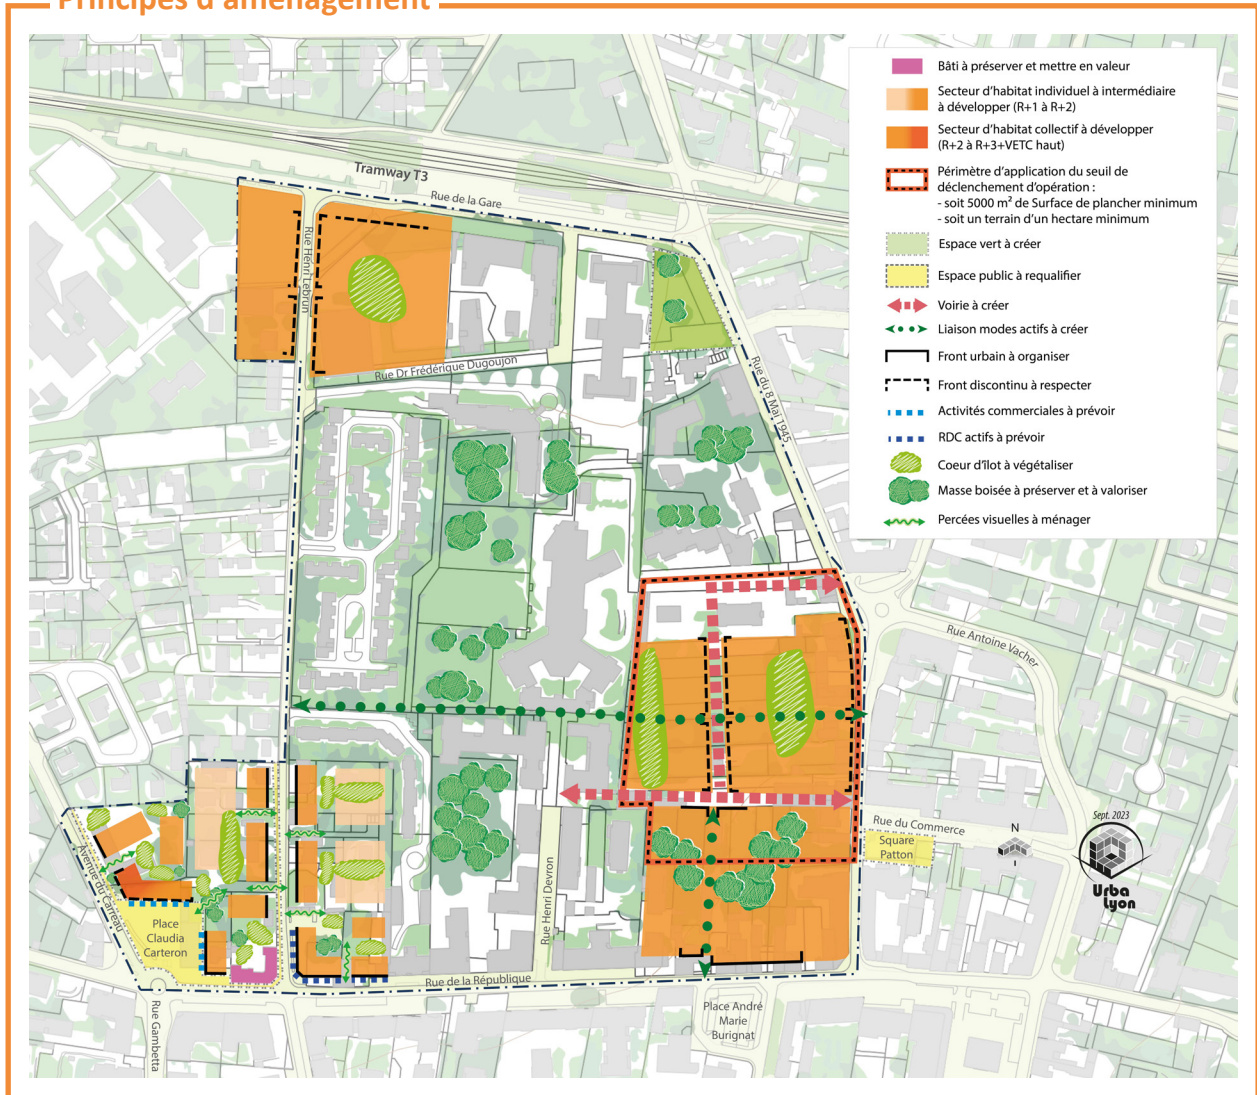 Principes d'aménagement
Bâti à préserver et mettre en valeur
Secteur d'habitat individuel à intermédiaire
à développer (R+1 à R+2)
Secteur d'habitat collectif à développer
(R+2 à R+3+VETC haut)
Périmètre d'application du seuil de
déclenchement d'opération :
- soit 5000 m² de Surface de plancher minimum
- soit un terrain d'un hectare minimum
Espace vert à créer
Espace public à requalifier
Voirie à créer
Liaison modes actifs à créer
Front urbain à organiser
Front discontinu à respecter
Activités commerciales à prévoir
RDC actifs à prévoir
Coeur d'îlot à végétaliser
Masse boisée à préserver et à valoriser
Percées visuelles à ménager
Tramway T3
Rue de la Gare
Rue Henri Lebrun
Rue Dr Frédérique Dugoujon
Rue du 8 Mai 1945
Rue Antoine Vacher
Rue du Commerce
Square
Patton
Sept. 2023
N
Urba
Lyon
Avenue du Carreau
Place
Claudia
Carteron
Rue Henri Devron
Rue de la République
Rue Gambetta
Place André
Marie
Burignat